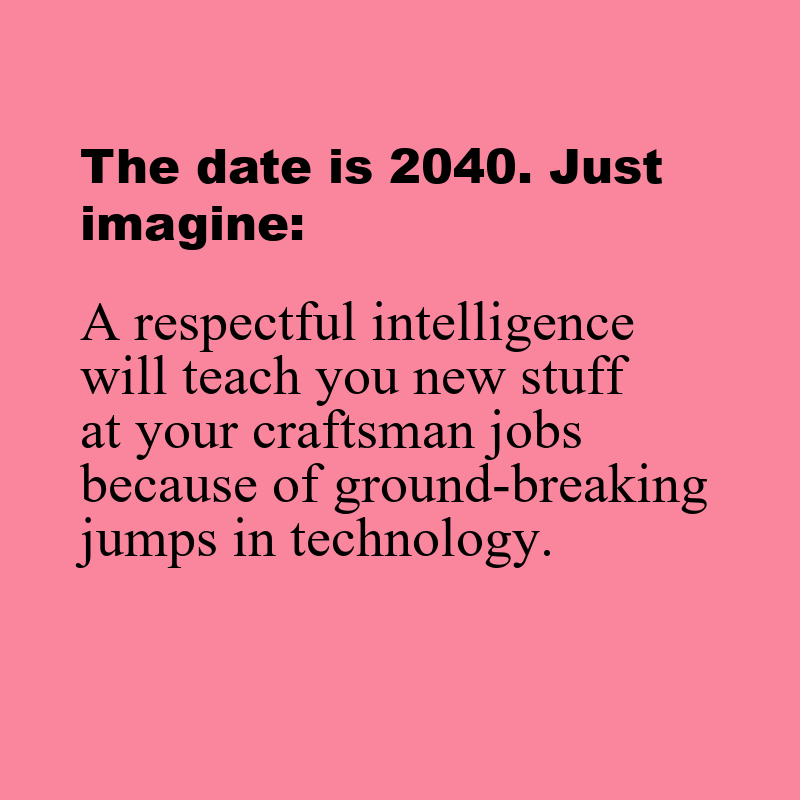 The date is 2040. Just
imagine:
A respectful intelligence
will teach you new stuff
at your craftsman jobs
because of ground-breaking
jumps in technology.